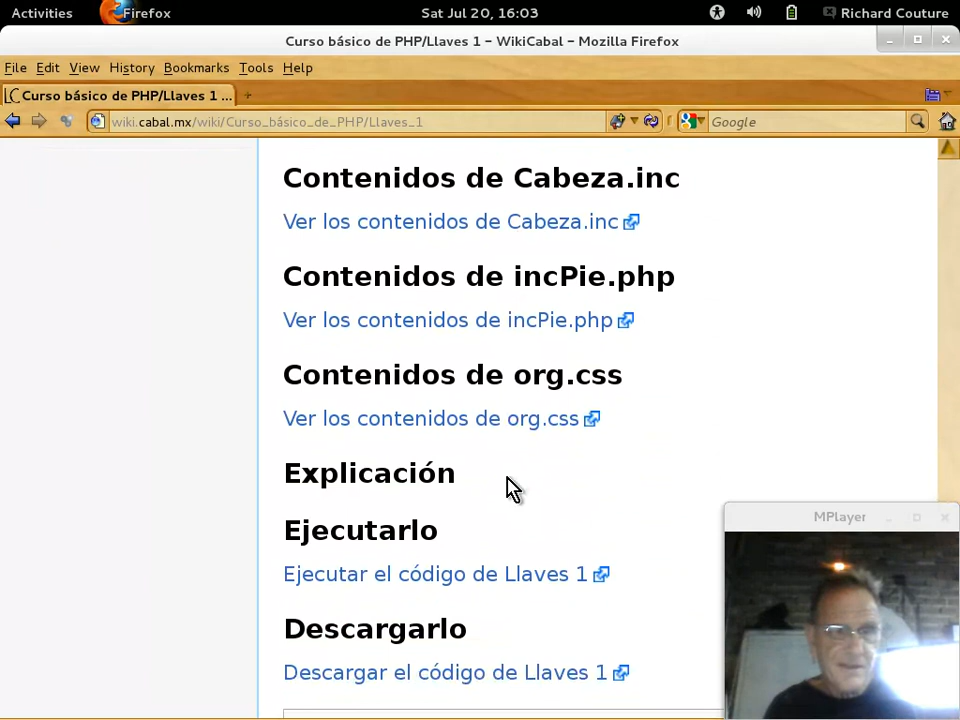 Activities Firefox Sat Jul 20, 16:03 Richard Couture
Curso básico de PHP/Llaves 1 – WikiCabal – Mozilla Firefox
File Edit View History Bookmarks Tools Help
Curso básico de PHP/Llaves 1 ...
wiki.cabal.mx/wiki/Curso_básico_de_PHP/Llaves_1 Google
Contenidos de Cabeza.inc
Ver los contenidos de Cabeza.inc
Contenidos de incPie.php
Ver los contenidos de incPie.php
Contenidos de org.css
Ver los contenidos de org.css
Explicación
Ejecutarlo
Ejecutar el código de Llaves 1
Descargarlo
Descargar el código de Llaves 1
MPlayer